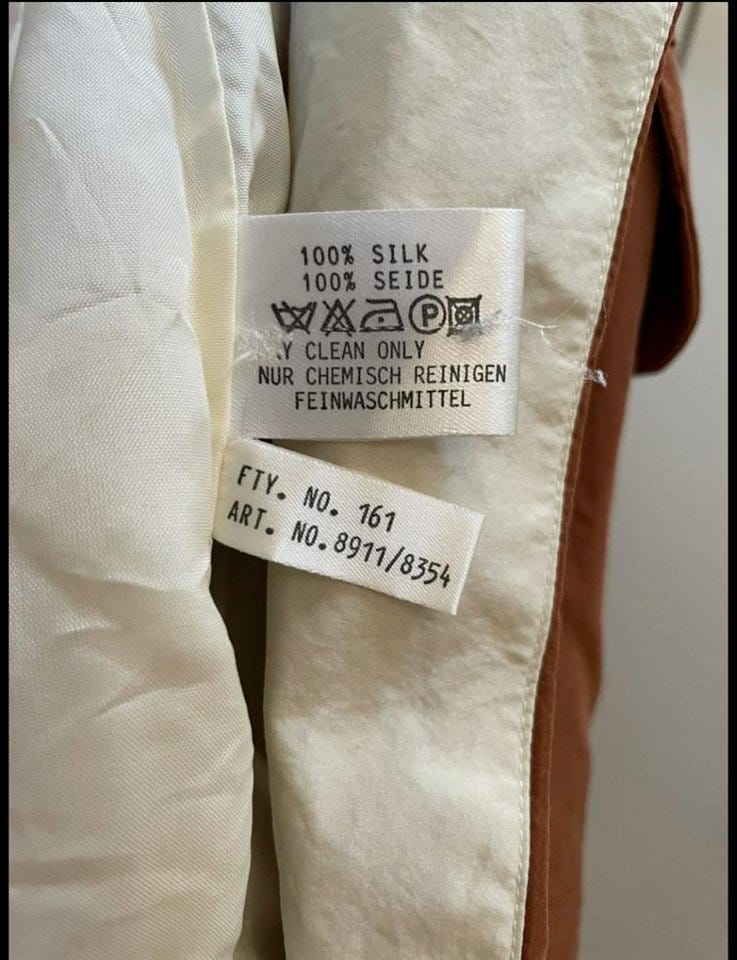 100% SILK
100% SEIDE
P
CLEAN ONLY
NUR CHEMISCH REINIGEN
FEINWASCHMITTEL
FTY. NO. 161
ART. NO. 8911/8354